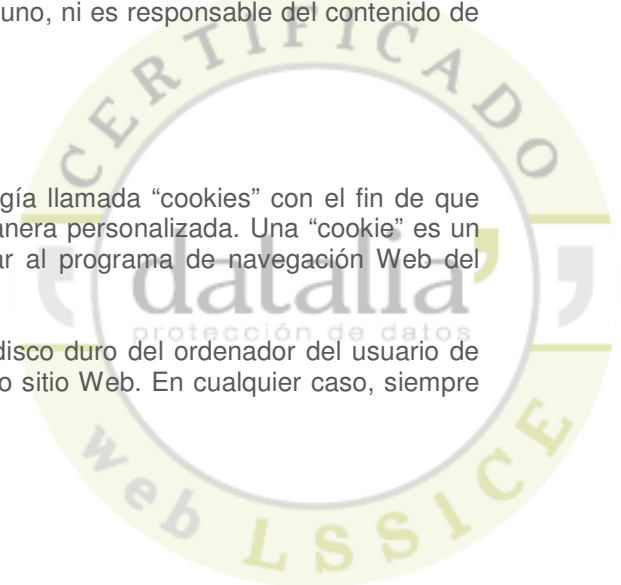 uno, ni es responsable del contenido de
CERTIFICADO
gía llamada “cookies” con el fin de que
anera personalizada. Una “cookie” es un
ar al programa de navegación Web del
datalia
protección de datos
disco duro del ordenador del usuario de
o sitio Web. En cualquier caso, siempre
web LSSICE